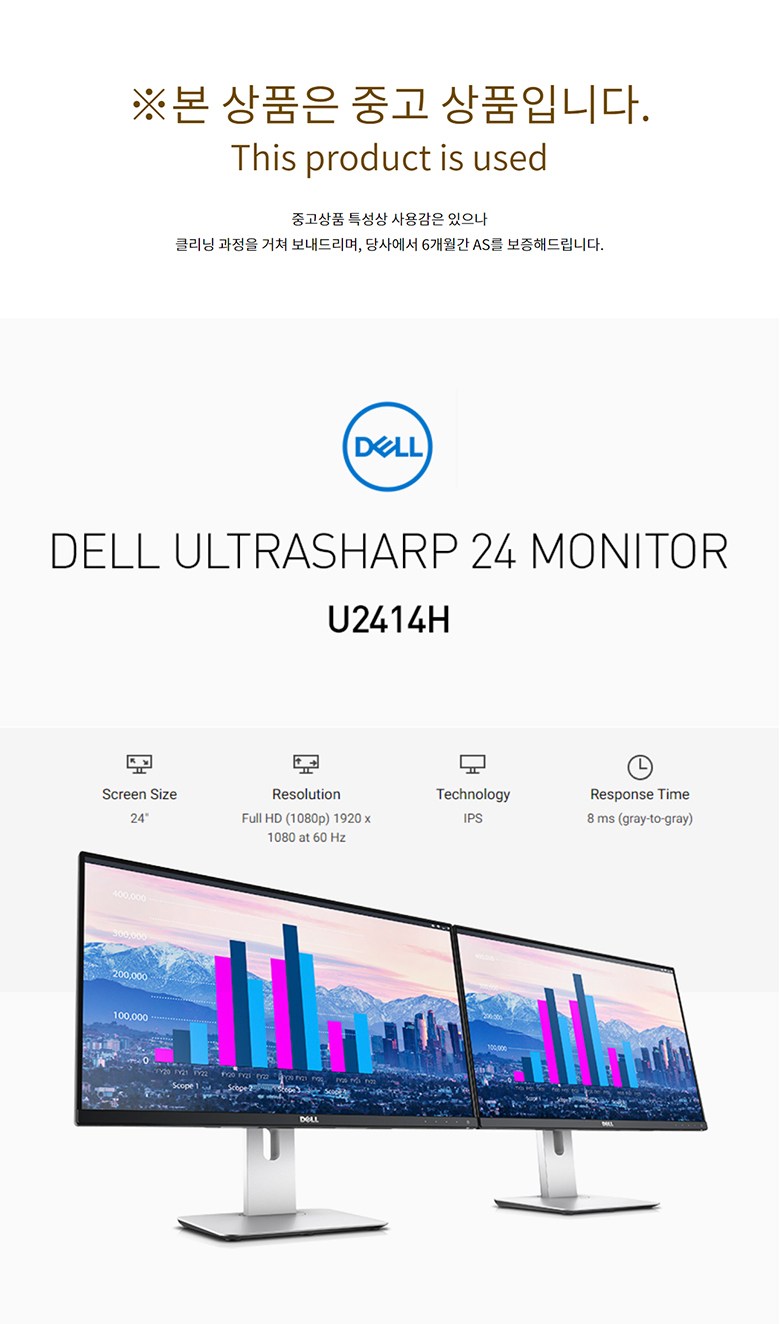 ※본 상품은 중고 상품입니다.
This product is used
중고상품 특성상 사용감은 있으나
클리닝 과정을 거쳐 보내드리며, 당사에서 6개월간 AS를 보증해드립니다.
DELL
DELL ULTRASHARP 24 MONITOR
U2414H
Screen Size
24"
Resolution
Full HD (1080p) 1920 x
1080 at 60 Hz
Technology
IPS
Response Time
8 ms (gray-to-gray)
400,000
300,000
200,000
100,000
0
FY20 FY21 FY22
Scope 1
Scope 2
Scope 3
DELL
200,000
100,000
0
DELL